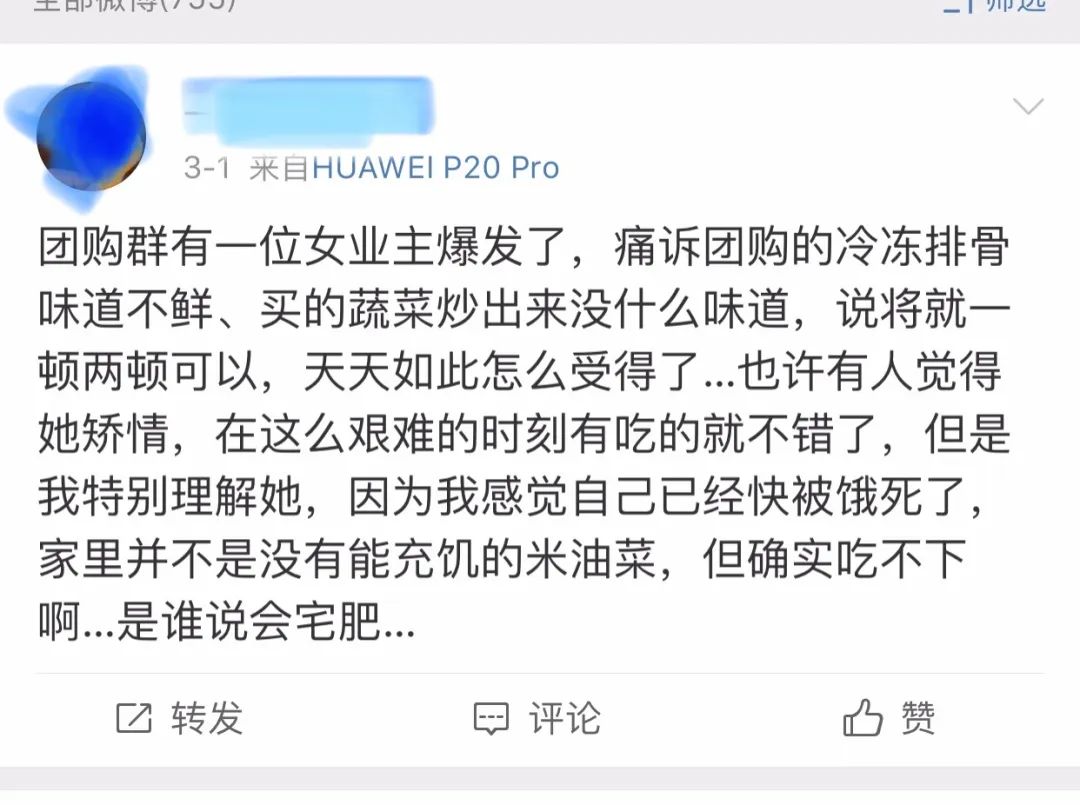 全部微博(755)
筛选
3-1 来自HUAWEI P20 Pro
团购群有一位女业主爆发了，痛诉团购的冷冻排骨
味道不鲜、买的蔬菜炒出来没什么味道，说将就一
顿两顿可以，天天如此怎么受得了...也许有人觉得
她矫情，在这么艰难的时刻有吃的就不错了，但是
我特别理解她，因为我感觉自己已经快被饿死了，
家里并不是没有能充饥的米油菜，但确实吃不下
啊...是谁说会宅肥...
转发
评论
赞